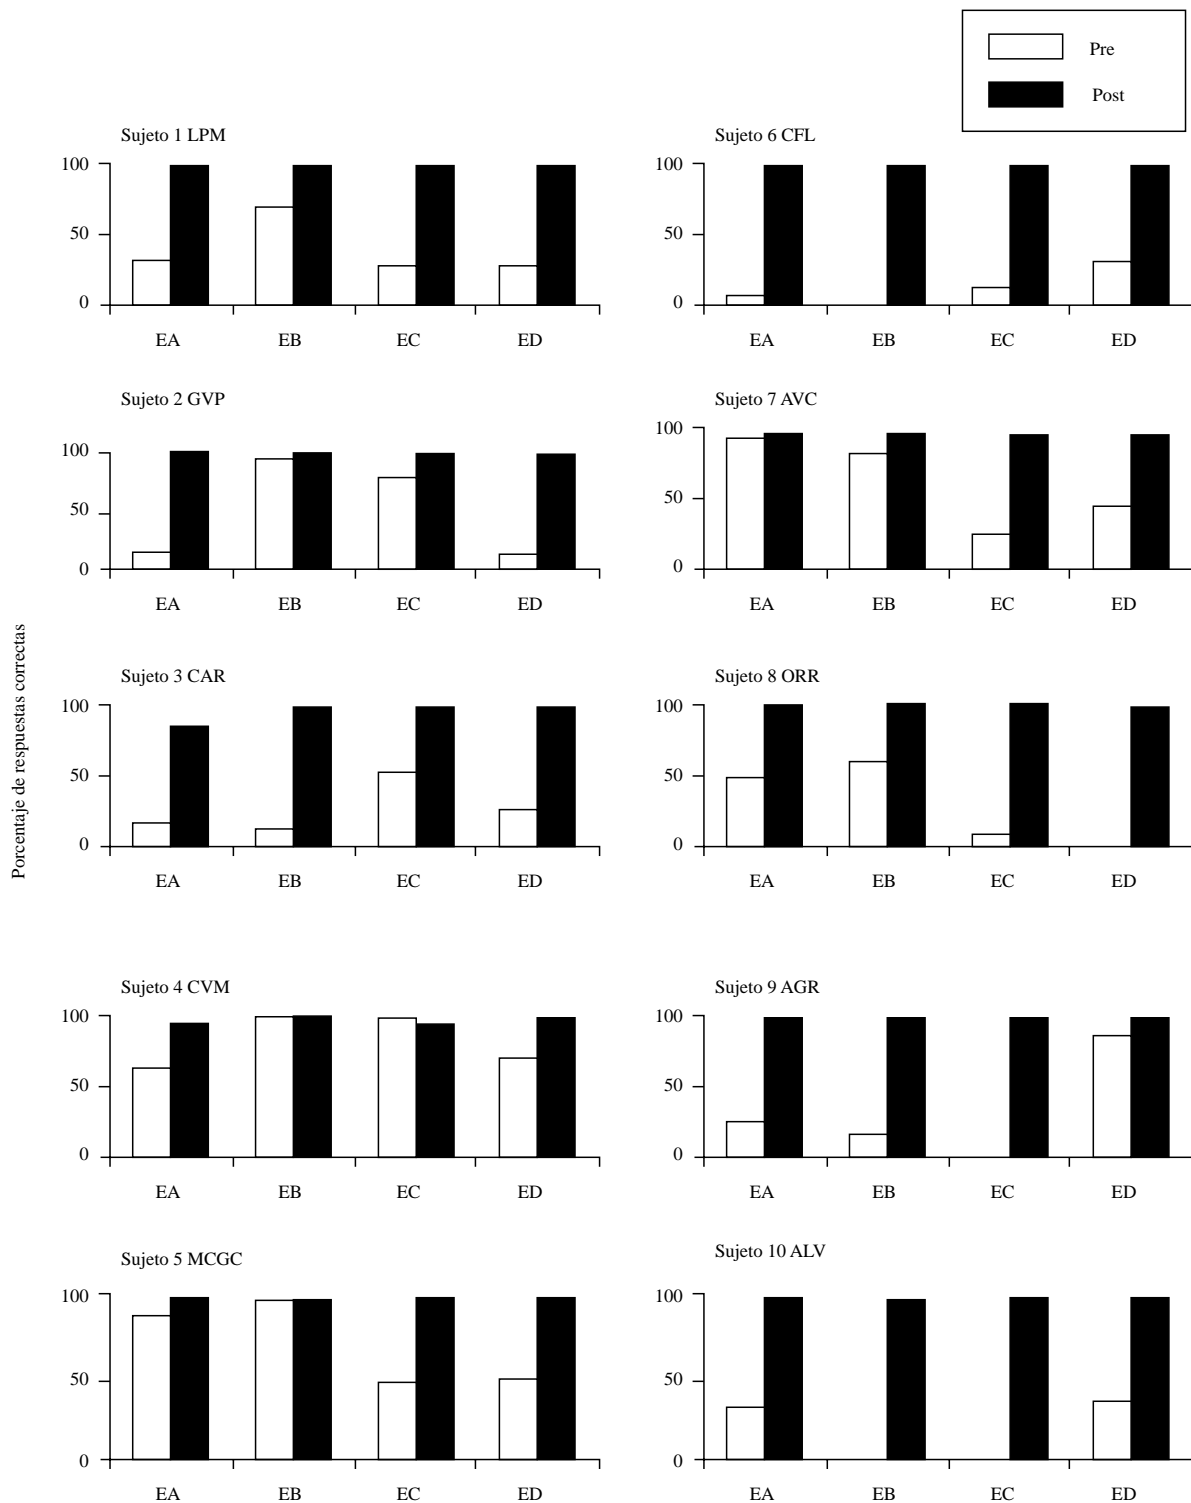 Pre
Post
Sujeto 1 LPM
100
50
0
EA EB EC ED
Sujeto 6 CFL
100
50
0
EA EB EC ED
Sujeto 2 GVP
100
50
0
EA EB EC ED
Sujeto 7 AVC
100
50
0
EA EB EC ED
Porcentaje de respuestas correctas
Sujeto 3 CAR
100
50
0
EA EB EC ED
Sujeto 8 ORR
100
50
0
EA EB EC ED
Sujeto 4 CVM
100
50
0
EA EB EC ED
Sujeto 9 AGR
100
50
0
EA EB EC ED
Sujeto 5 MCGC
100
50
0
EA EB EC ED
Sujeto 10 ALV
100
50
0
EA EB EC ED